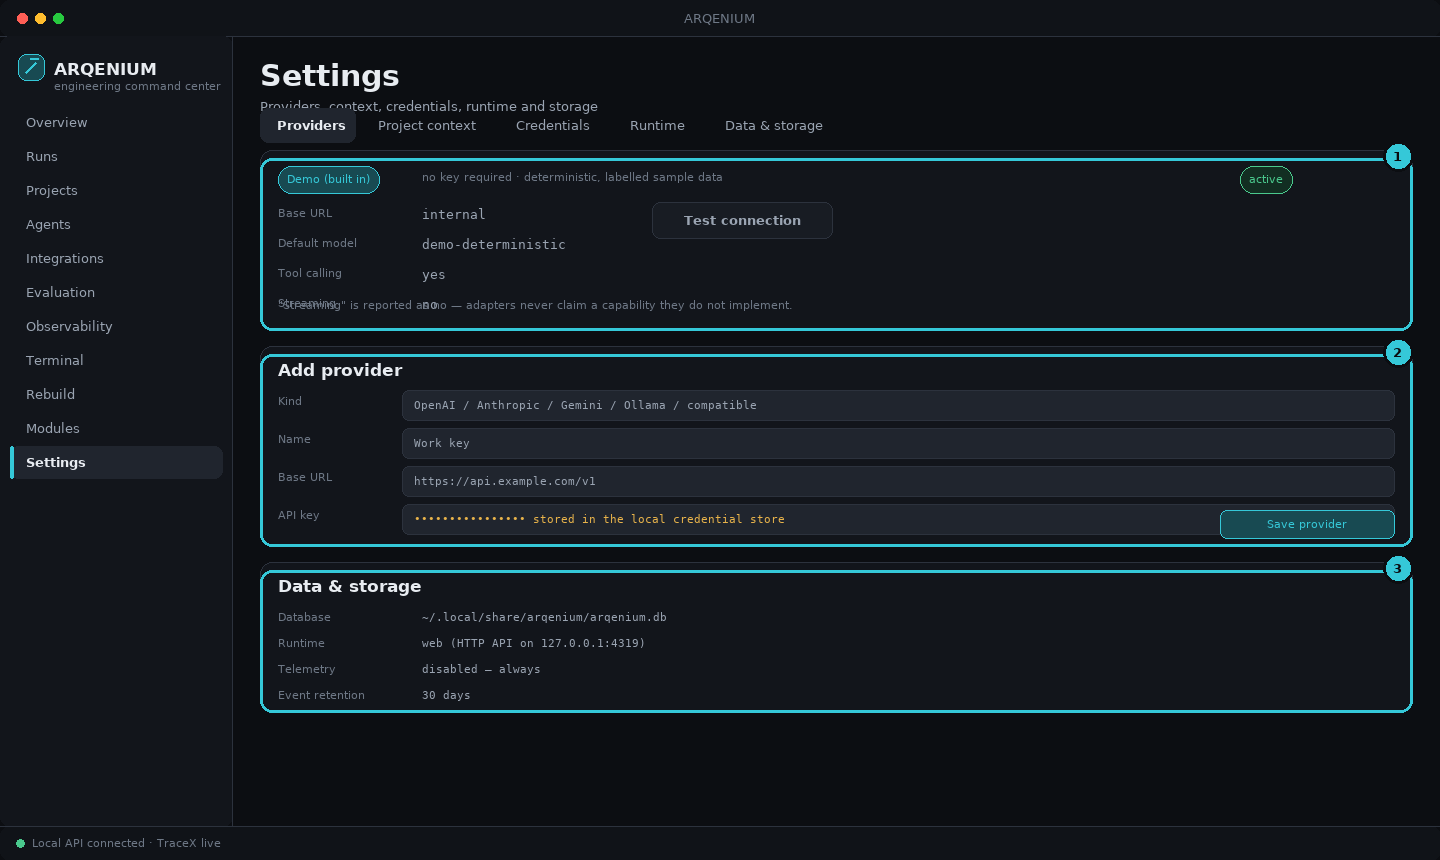 ARQENIUM
ARQENIUM
engineering command center
Overview
Runs
Projects
Agents
Integrations
Evaluation
Observability
Terminal
Rebuild
Modules
Settings
Settings
Providers, context, credentials, runtime and storage
Providers Project context Credentials Runtime Data & storage
1
Demo (built in) no key required · deterministic, labelled sample data active
Base URL internal Test connection
Default model demo-deterministic
Tool calling yes
Streaming no
"Streaming" is reported as no — adapters never claim a capability they do not implement.
2
Add provider
Kind OpenAI / Anthropic / Gemini / Ollama / compatible
Name Work key
Base URL https://api.example.com/v1
API key •••••••••••••••• stored in the local credential store Save provider
3
Data & storage
Database ~/.local/share/arqenium/arqenium.db
Runtime web (HTTP API on 127.0.0.1:4319)
Telemetry disabled — always
Event retention 30 days
Local API connected · TraceX live